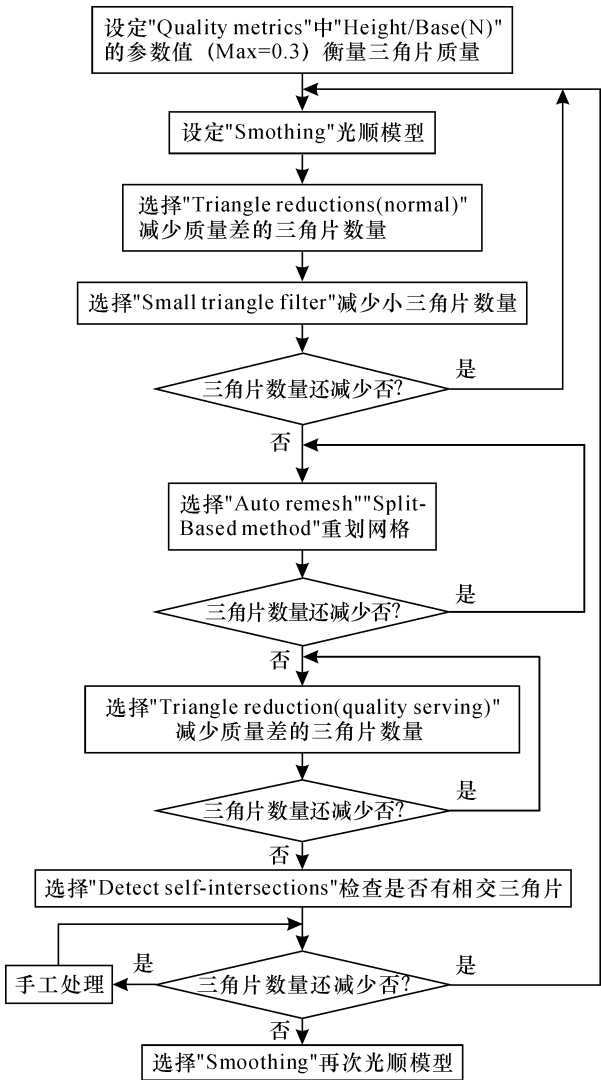 设定"Quality metrics"中"Height/Base(N)"
的参数值（Max=0.3）衡量三角片质量
设定"Smothing"光顺模型
选择"Triangle reductions(normal)"
减少质量差的三角片数量
选择"Small triangle filter"减少小三角片数量
三角片数量还减少否?
是
否
选择"Auto remesh""Split-
Based method"重划网格
三角片数量还减少否?
是
否
选择"Triangle reduction(quality serving)"
减少质量差的三角片数量
三角片数量还减少否?
是
否
选择"Detect self-intersections"检查是否有相交三角片
手工处理
是
三角片数量还减少否?
是
否
选择"Smoothing"再次光顺模型